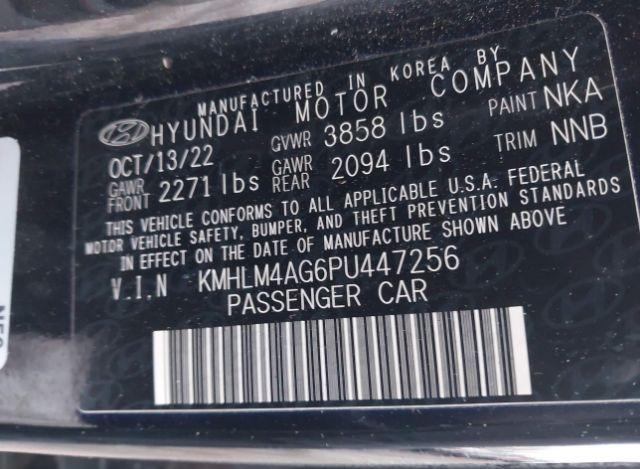 MANUFACTURED IN KOREA BY
HYUNDAI MOTOR COMPANY
OCT/13/22 GVWR 3858 lbs PAINT NKA
GAWR FRONT 2271 lbs GAWR REAR 2094 lbs TRIM NNB
THIS VEHICLE CONFORMS TO ALL APPLICABLE U.S.A. FEDERAL
MOTOR VEHICLE SAFETY, BUMPER, AND THEFT PREVENTION STANDARDS
IN EFFECT ON THE DATE OF MANUFACTURE SHOWN ABOVE
V.I.N KMHLM4AG6PU447256
PASSENGER CAR